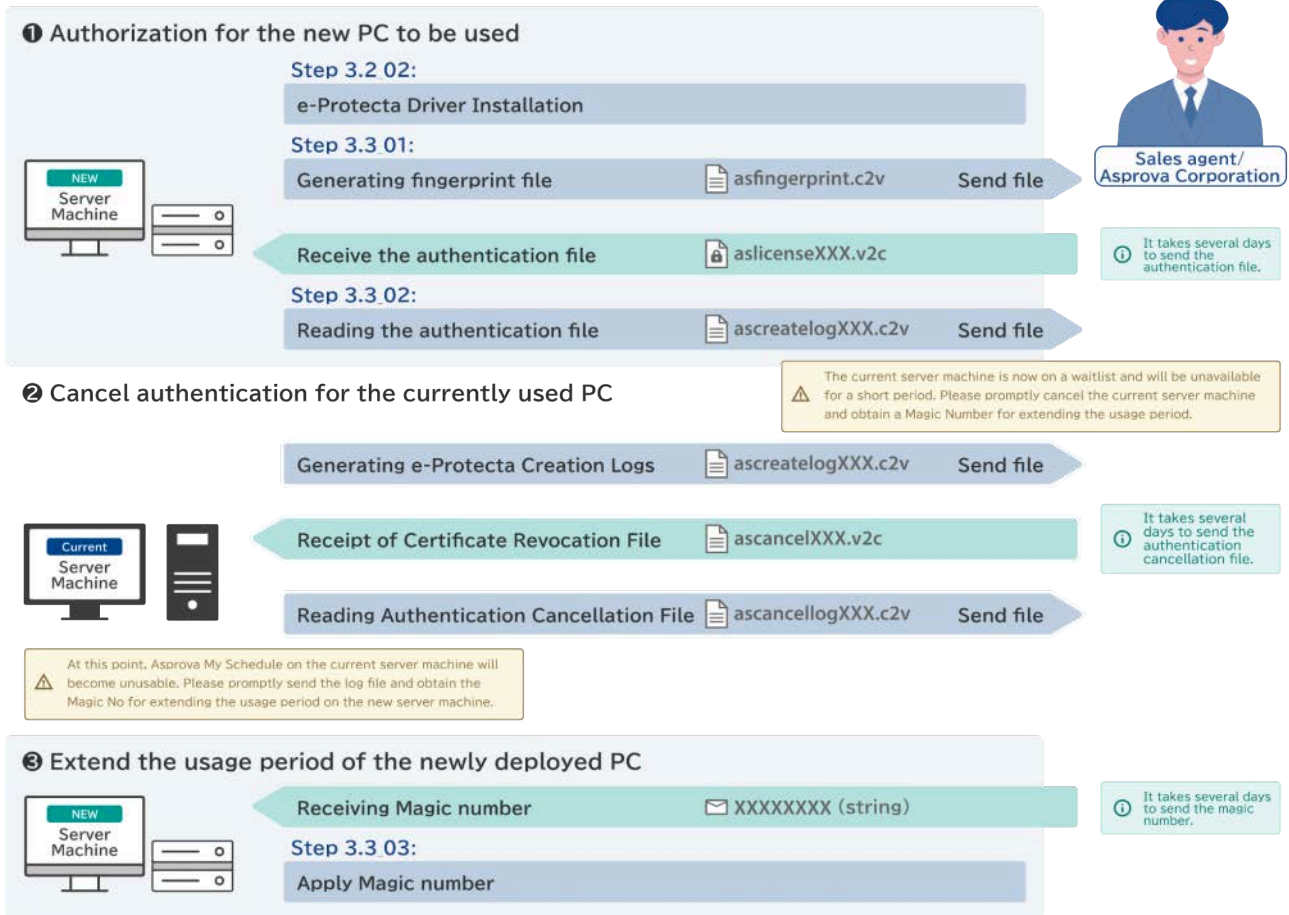 ❶ Authorization for the new PC to be used
Step 3.2_02:
e-Protecta Driver Installation
Step 3.3_01:
Generating fingerprint file
asfingerprint.c2v
Send file
Sales agent/
Asprova Corporation
NEW
Server
Machine
Receive the authentication file
aslicenseXXX.v2c
It takes several days
to send the
authentication file.
Step 3.3_02:
Reading the authentication file
ascreatelogXXX.c2v
Send file
❷ Cancel authentication for the currently used PC
The current server machine is now on a waitlist and will be unavailable
for a short period. Please promptly cancel the current server machine
and obtain a Magic Number for extending the usage period.
Generating e-Protecta Creation Logs
ascreatelogXXX.c2v
Send file
Current
Server
Machine
Receipt of Certificate Revocation File
ascancelXXX.v2c
It takes several
days to send the
authentication
cancellation file.
Reading Authentication Cancellation File
ascancellogXXX.c2v
Send file
At this point, Asprova My Schedule on the current server machine will
become unusable. Please promptly send the log file and obtain the
Magic No for extending the usage period on the new server machine.
❸ Extend the usage period of the newly deployed PC
NEW
Server
Machine
Receiving Magic number
XXXXXXXX (string)
It takes several days
to send the magic
number.
Step 3.3_03:
Apply Magic number